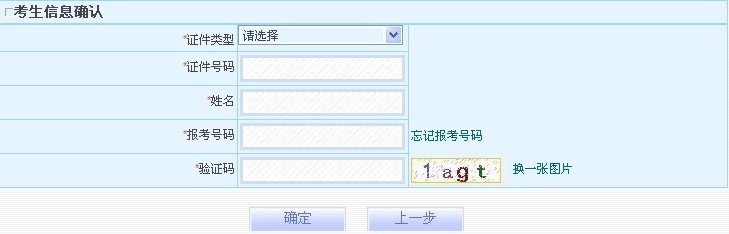 考生信息确认
*证件类型 请选择
*证件号码
*姓名
*报考号码 忘记报考号码
*验证码 1agt 换一张图片
确定 上一步